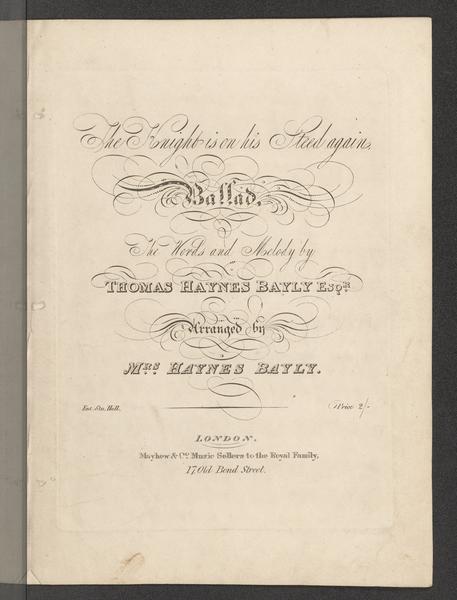 The Knight is on his Steed again,
Ballad,
The Words and Melody by
THOMAS HAYNES BAYLY ESQR.
Arranged by
MRS. HAYNES BAYLY.
Ent. Sta. Hall. Price 2/-
LONDON.
Mayhew & Co. Music Sellers to the Royal Family,
17, Old Bond Street.